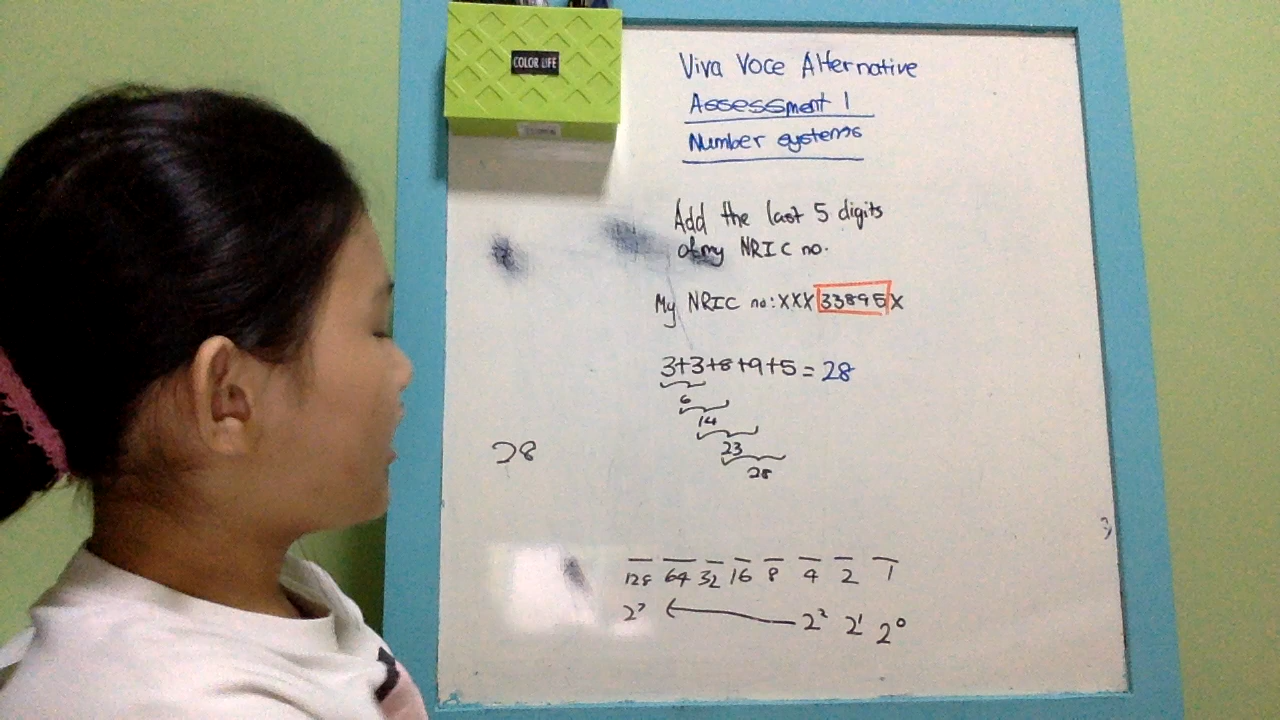 COLOR LIFE
Viva Voce Alternative
Assessment 1
Number systems
Add the last 5 digits
of my NRIC no.
My NRIC no: XXX 33895 X
3+3+8+9+5 = 28
6
14
23
28
28
128 64 32 16 8 4 2 1
2⁷ ← 2² 2¹ 2⁰